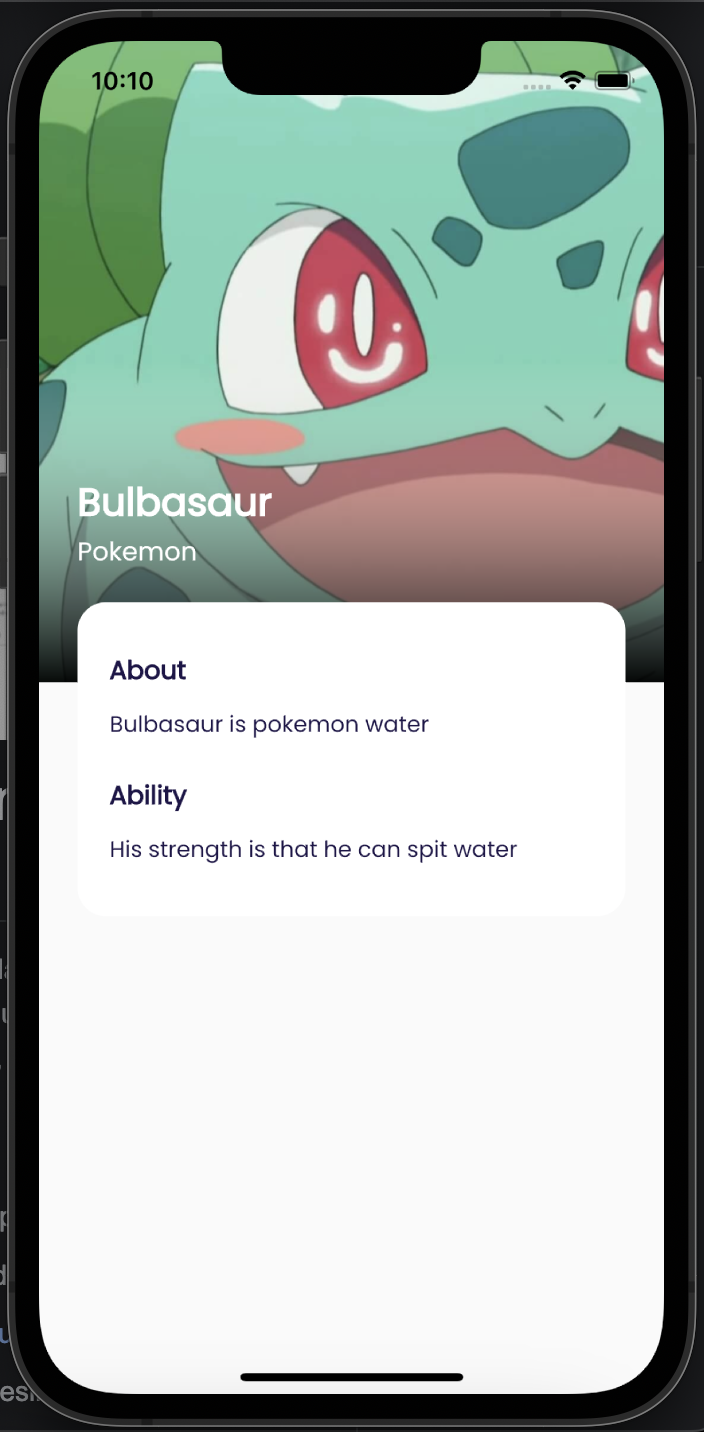 10:10
Bulbasaur
Pokemon
About
Bulbasaur is pokemon water
Ability
His strength is that he can spit water